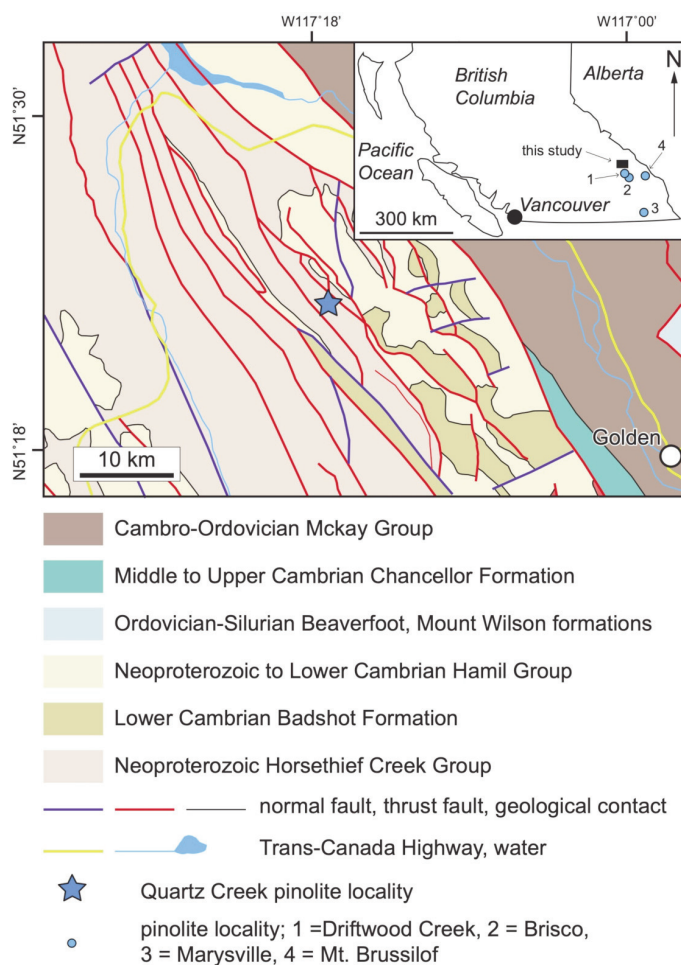 W117°18'
W117°00'
N51°30'
N51°18'
British
Columbia
Alberta
N
Pacific
Ocean
this study
1
2
4
3
Vancouver
300 km
Golden
10 km
Cambro-Ordovician Mckay Group
Middle to Upper Cambrian Chancellor Formation
Ordovician-Silurian Beaverfoot, Mount Wilson formations
Neoproterozoic to Lower Cambrian Hamil Group
Lower Cambrian Badshot Formation
Neoproterozoic Horsethief Creek Group
normal fault, thrust fault, geological contact
Trans-Canada Highway, water
Quartz Creek pinolite locality
pinolite locality; 1 =Driftwood Creek, 2 = Brisco,
3 = Marysville, 4 = Mt. Brussilof